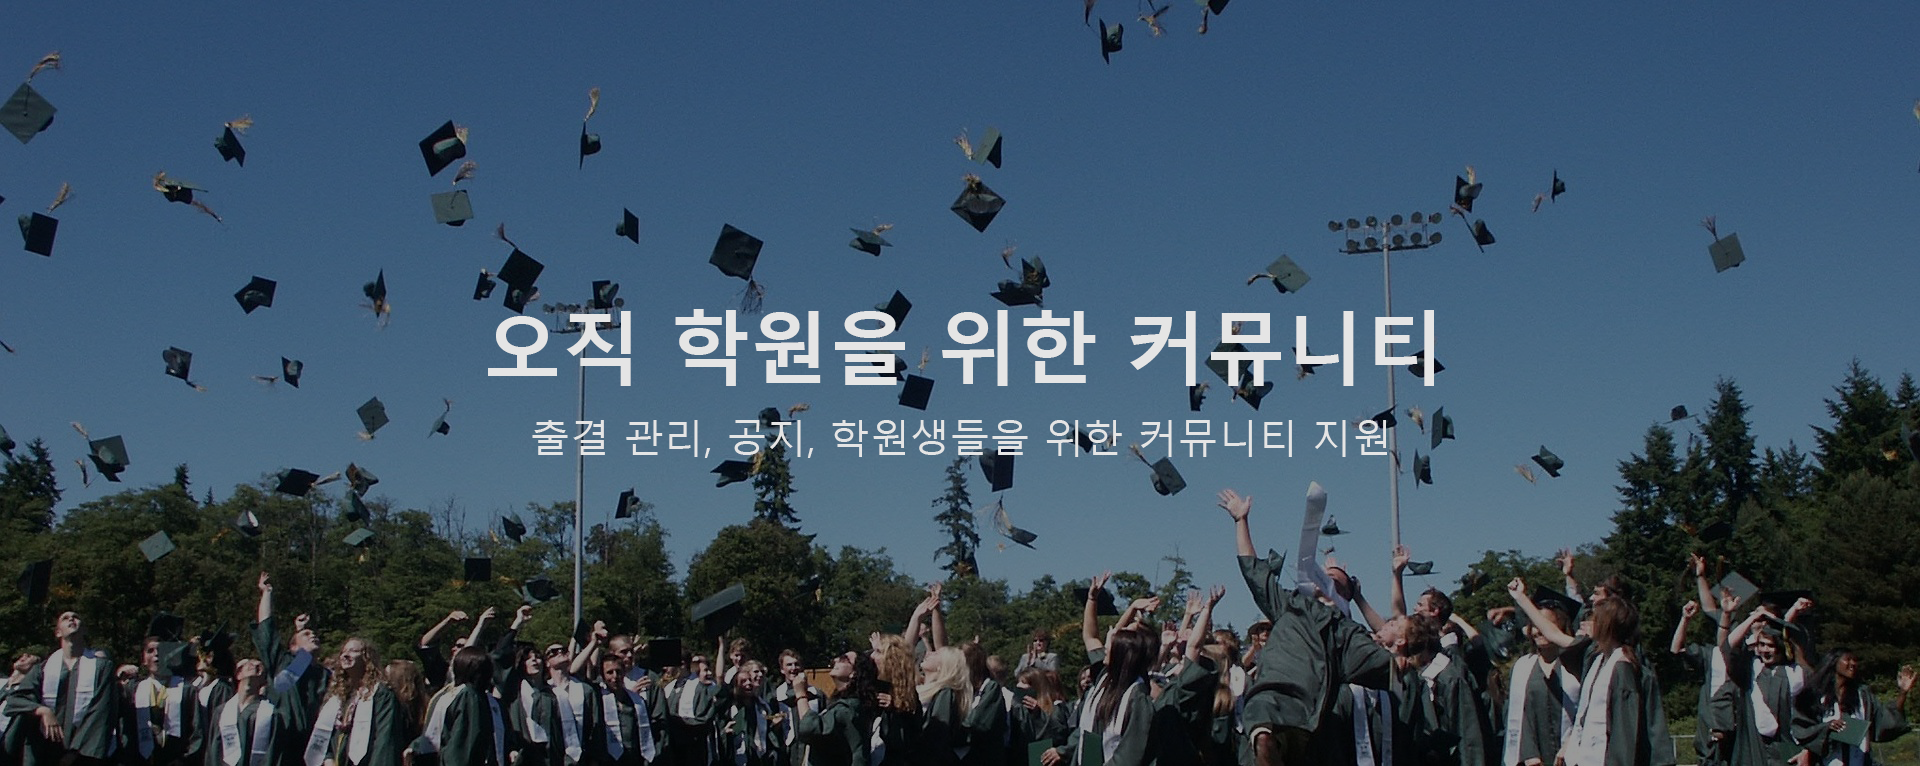 오직 학원을 위한 커뮤니티
출결 관리, 공지, 학원생들을 위한 커뮤니티 지원